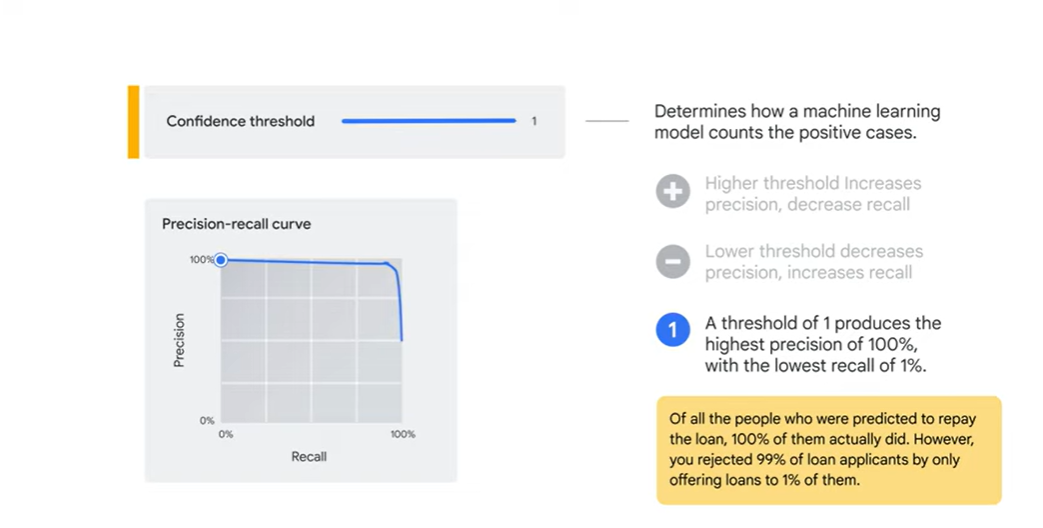 Confidence threshold 1
Determines how a machine learning
model counts the positive cases.
Higher threshold Increases
precision, decrease recall
Lower threshold decreases
precision, increases recall
1 A threshold of 1 produces the
highest precision of 100%,
with the lowest recall of 1%.
Of all the people who were predicted to repay
the loan, 100% of them actually did. However,
you rejected 99% of loan applicants by only
offering loans to 1% of them.
Precision-recall curve
100%
Precision
0%
0% 100%
Recall